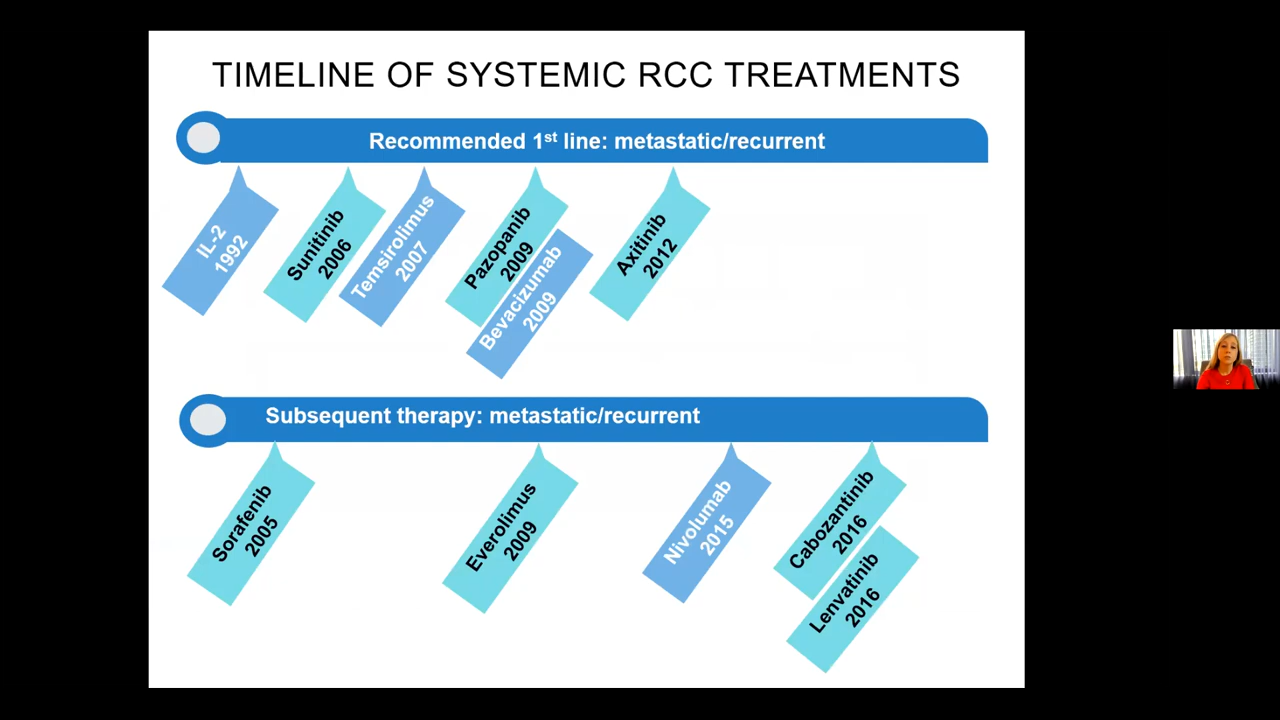 TIMELINE OF SYSTEMIC RCC TREATMENTS
Recommended 1st line: metastatic/recurrent
IL-2
1992
Sunitinib
2006
Temsirolimus
2007
Pazopanib
2009
Bevacizumab
2009
Axitinib
2012
Subsequent therapy: metastatic/recurrent
Sorafenib
2005
Everolimus
2009
Nivolumab
2015
Cabozantinib
2016
Lenvatinib
2016